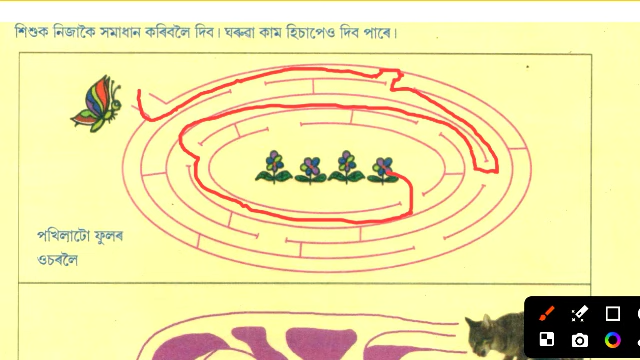 শিশুক নিজাকৈ সমাধান কৰিবলৈ দিব। ঘৰুৱা কাম হিচাপেও দিব পাৰে।
পখিলাটো ফুলৰ
ওচৰলৈ